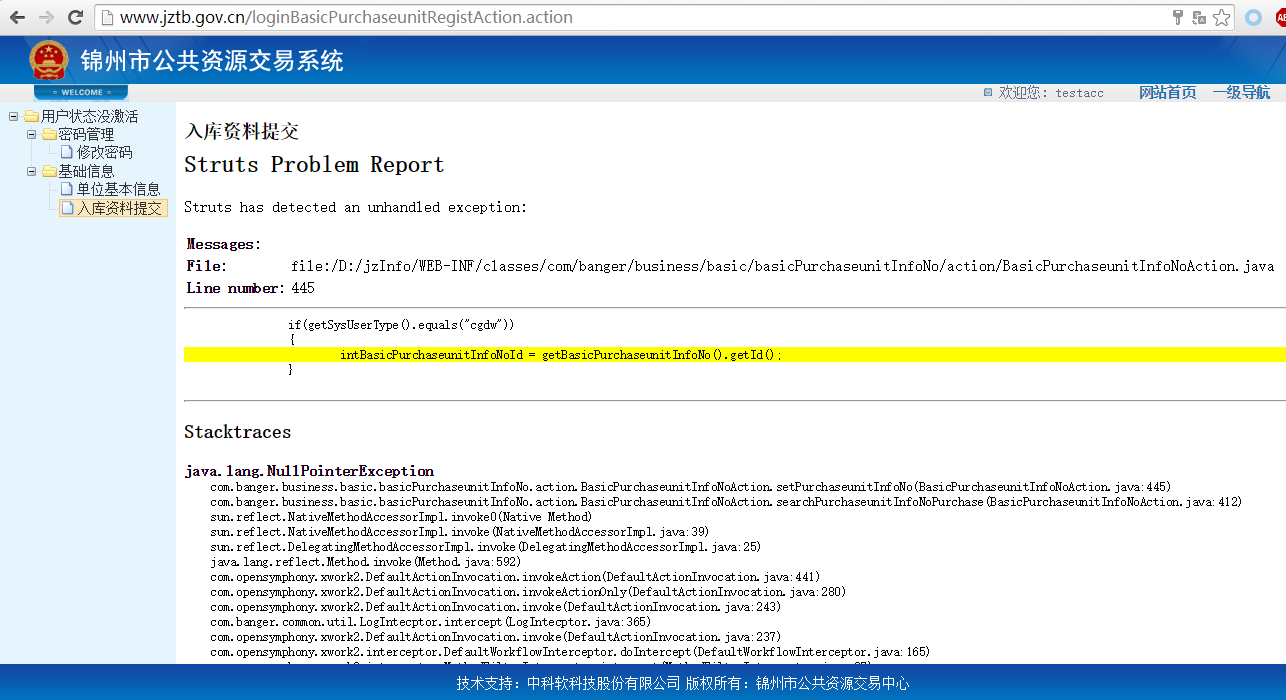 www.jztb.gov.cn/loginBasicPurchaseunitRegistAction.action
锦州市公共资源交易系统
= WELCOME =
欢迎您: testacc 网站首页 一级导航
用户状态没激活
密码管理
修改密码
基础信息
单位基本信息
入库资料提交
入库资料提交
Struts Problem Report
Struts has detected an unhandled exception:
Messages:
File: file:/D:/jzInfo/WEB-INF/classes/com/banger/business/basic/basicPurchaseunitInfoNo/action/BasicPurchaseunitInfoNoAction.java
Line number: 445
if(getSysUserType().equals("cgdw"))
{
intBasicPurchaseunitInfoNoId = getBasicPurchaseunitInfoNo().getId();
}
Stacktraces
java.lang.NullPointerException
com.banger.business.basic.basicPurchaseunitInfoNo.action.BasicPurchaseunitInfoNoAction.setPurchaseunitInfoNo(BasicPurchaseunitInfoNoAction.java:445)
com.banger.business.basic.basicPurchaseunitInfoNo.action.BasicPurchaseunitInfoNoAction.searchPurchaseunitInfoNoPurchase(BasicPurchaseunitInfoNoAction.java:412)
sun.reflect.NativeMethodAccessorImpl.invoke0(Native Method)
sun.reflect.NativeMethodAccessorImpl.invoke(NativeMethodAccessorImpl.java:39)
sun.reflect.DelegatingMethodAccessorImpl.invoke(DelegatingMethodAccessorImpl.java:25)
java.lang.reflect.Method.invoke(Method.java:592)
com.opensymphony.xwork2.DefaultActionInvocation.invokeAction(DefaultActionInvocation.java:441)
com.opensymphony.xwork2.DefaultActionInvocation.invokeActionOnly(DefaultActionInvocation.java:280)
com.opensymphony.xwork2.DefaultActionInvocation.invoke(DefaultActionInvocation.java:243)
com.banger.common.util.LogIntecptor.intercept(LogIntecptor.java:365)
com.opensymphony.xwork2.DefaultActionInvocation.invoke(DefaultActionInvocation.java:237)
com.opensymphony.xwork2.interceptor.DefaultWorkflowInterceptor.doIntercept(DefaultWorkflowInterceptor.java:165)
技术支持：中科软科技股份有限公司 版权所有：锦州市公共资源交易中心